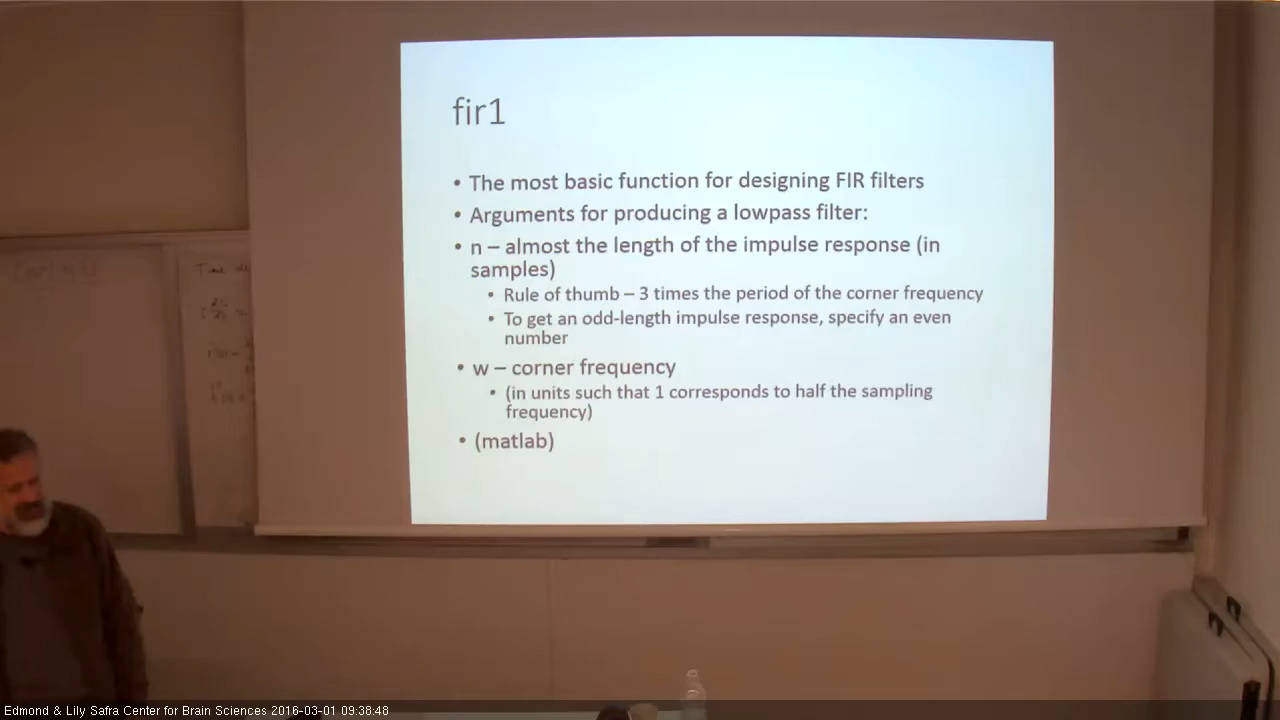 fir1
• The most basic function for designing FIR filters
• Arguments for producing a lowpass filter:
• n – almost the length of the impulse response (in
samples)
• Rule of thumb – 3 times the period of the corner frequency
• To get an odd-length impulse response, specify an even
number
• w – corner frequency
• (in units such that 1 corresponds to half the sampling
frequency)
• (matlab)
Time
Edmond & Lily Safra Center for Brain Sciences 2016-03-01 09:38:48